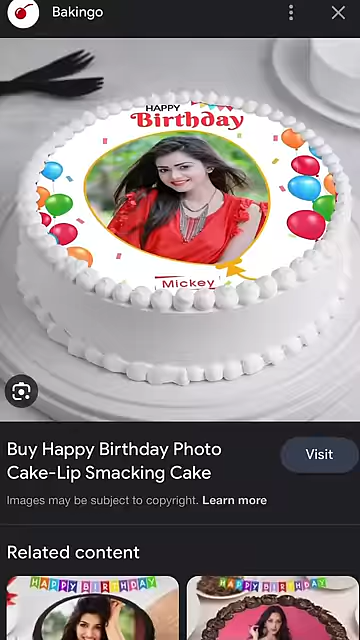 Bakingo
HAPPY
Birthday
Mickey
Buy Happy Birthday Photo
Cake-Lip Smacking Cake
Visit
Images may be subject to copyright. Learn more
Related content
HAPPY BIRTHDAY
HAPPY BIRTHDAY